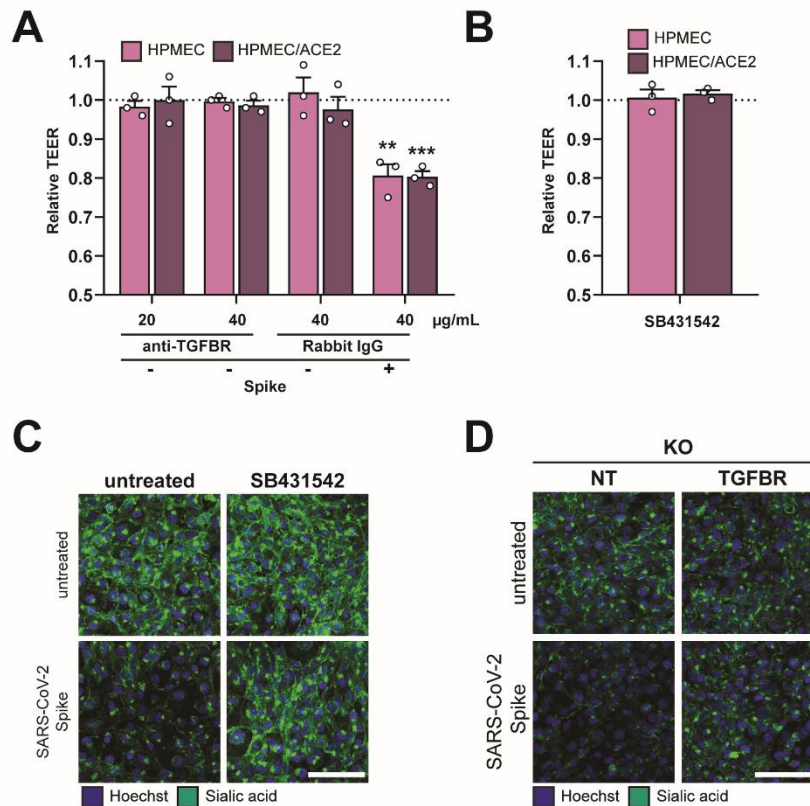 A
HPMEC HPMEC/ACE2
Relative TEER
1.1
1.0
0.9
0.8
0.7
0.6
0.5
** ***
20 40 40 40 µg/mL
anti-TGFBR Rabbit IgG
- - - +
Spike
B
HPMEC
HPMEC/ACE2
Relative TEER
1.1
1.0
0.9
0.8
0.7
0.6
0.5
SB431542
C
untreated SB431542
untreated
SARS-CoV-2
Spike
Hoechst Sialic acid
D
KO
NT TGFBR
untreated
SARS-CoV-2
Spike
Hoechst Sialic acid